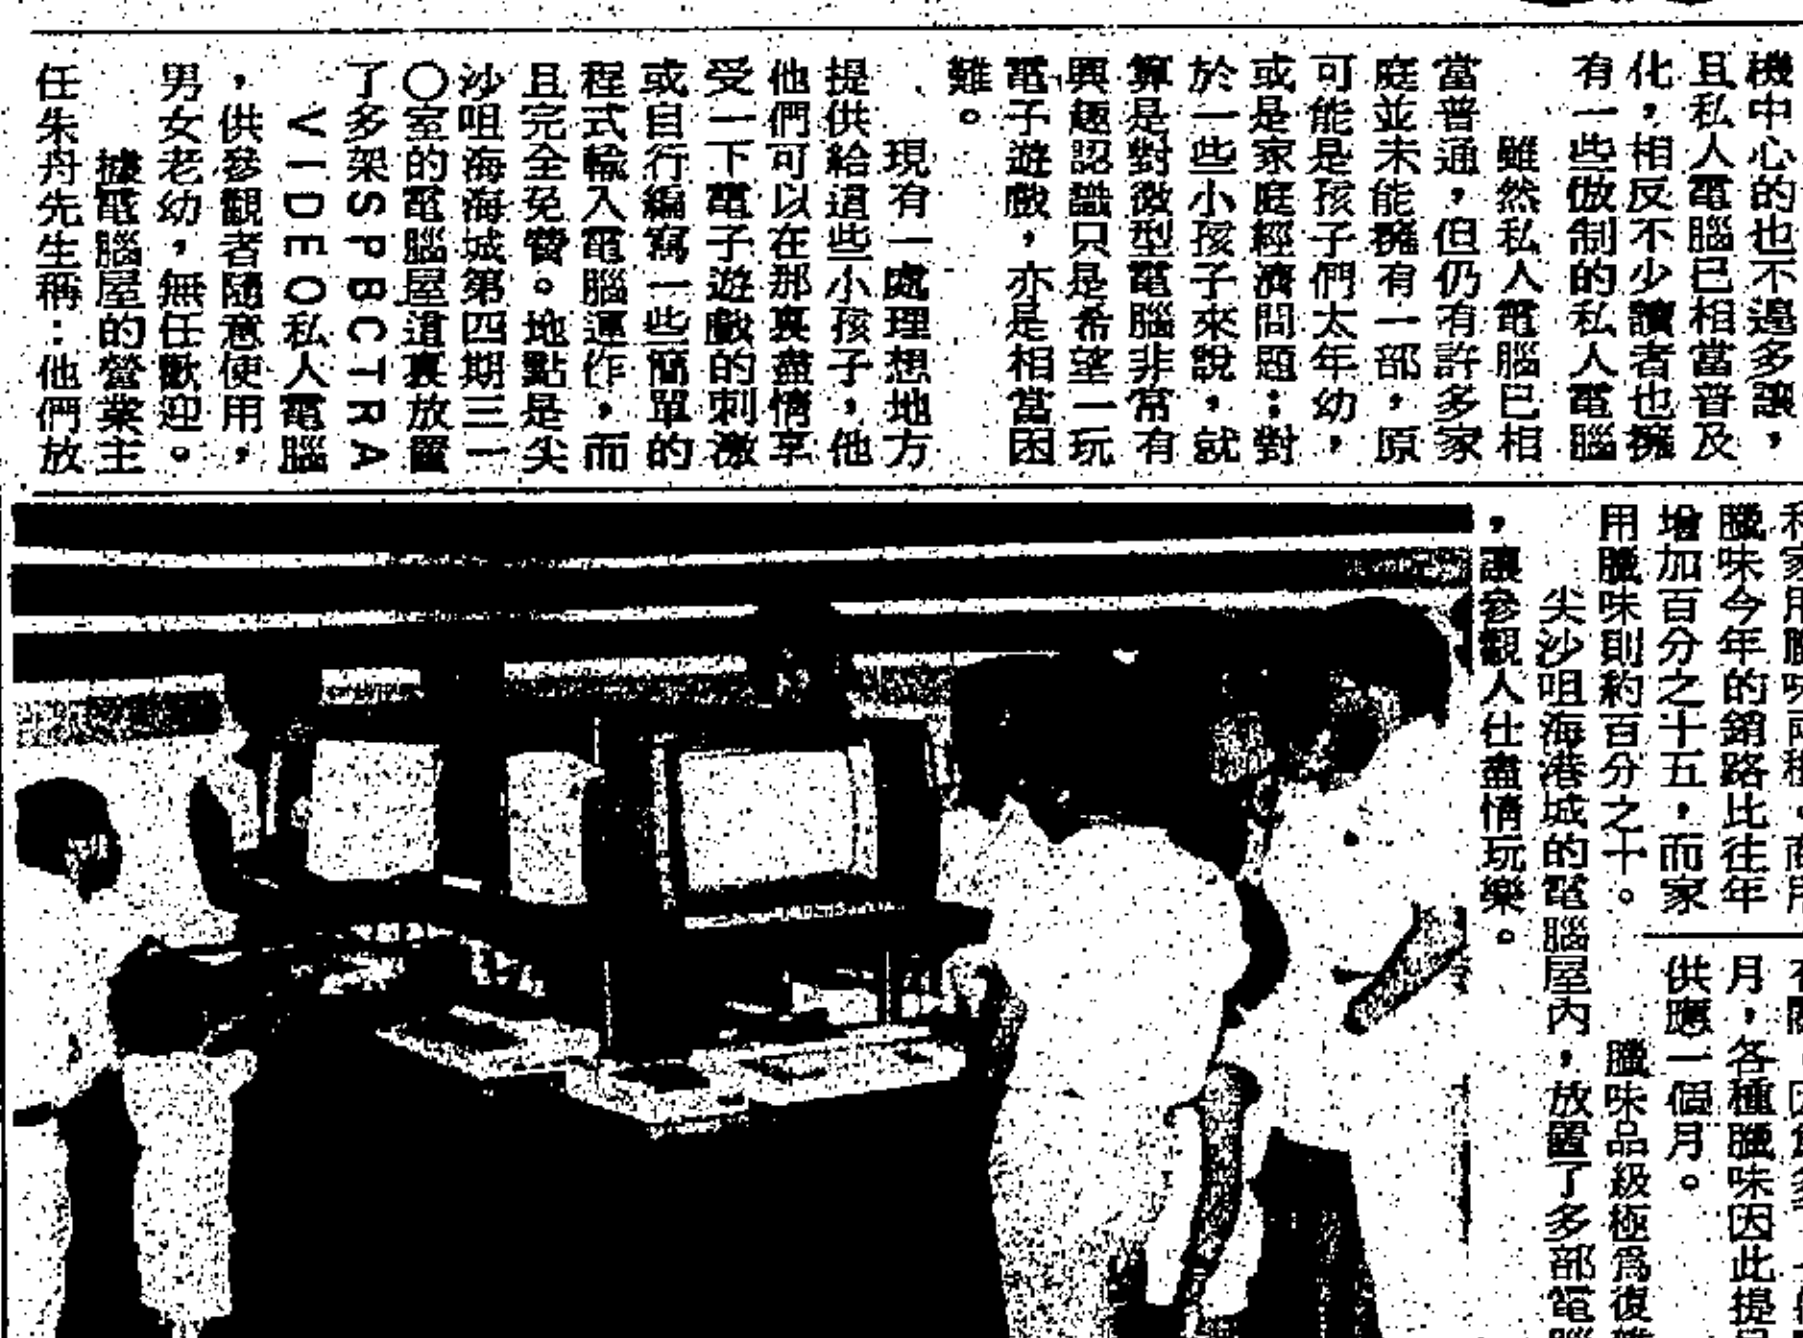 機中心的也不遑多讓，
且私人電腦已相當普及
化，相反不少讀者也擁
有一些倣制的私人電腦
雖然私人電腦已相
當普通，但仍有許多家
庭並未能擁有一部，原
可能是孩子們太年幼，
或是家庭經濟問題；對
於一些小孩子來說，就
算是對微型電腦非常有
興趣認識只是希望一玩
電子遊戲，亦是相當困
難。
現有一處理想地方
提供給這些小孩子，他
他們可以在那裏盡情享
受一下電子遊戲的刺激
或自行編寫一些簡單的
程式輸入電腦運作，而
且完全免費。地點是尖
沙咀海海城第四期三一
〇室的電腦屋這裏放置
了多架SPBCTRA
VIDEO私人電腦
，供參觀者隨意使用，
男女老幼，無任歡迎。
據電腦屋的營業主
任朱丹先生稱：他們放
臘味今年的銷路比往年
增加百分之十五，而家
用臘味則約百分之十。
月，各種臘味因此提
供應一個月。
臘味品級極爲復
尖沙咀海港城的電腦屋內，放置了多部電腦
，讓參觀人仕盡情玩樂。